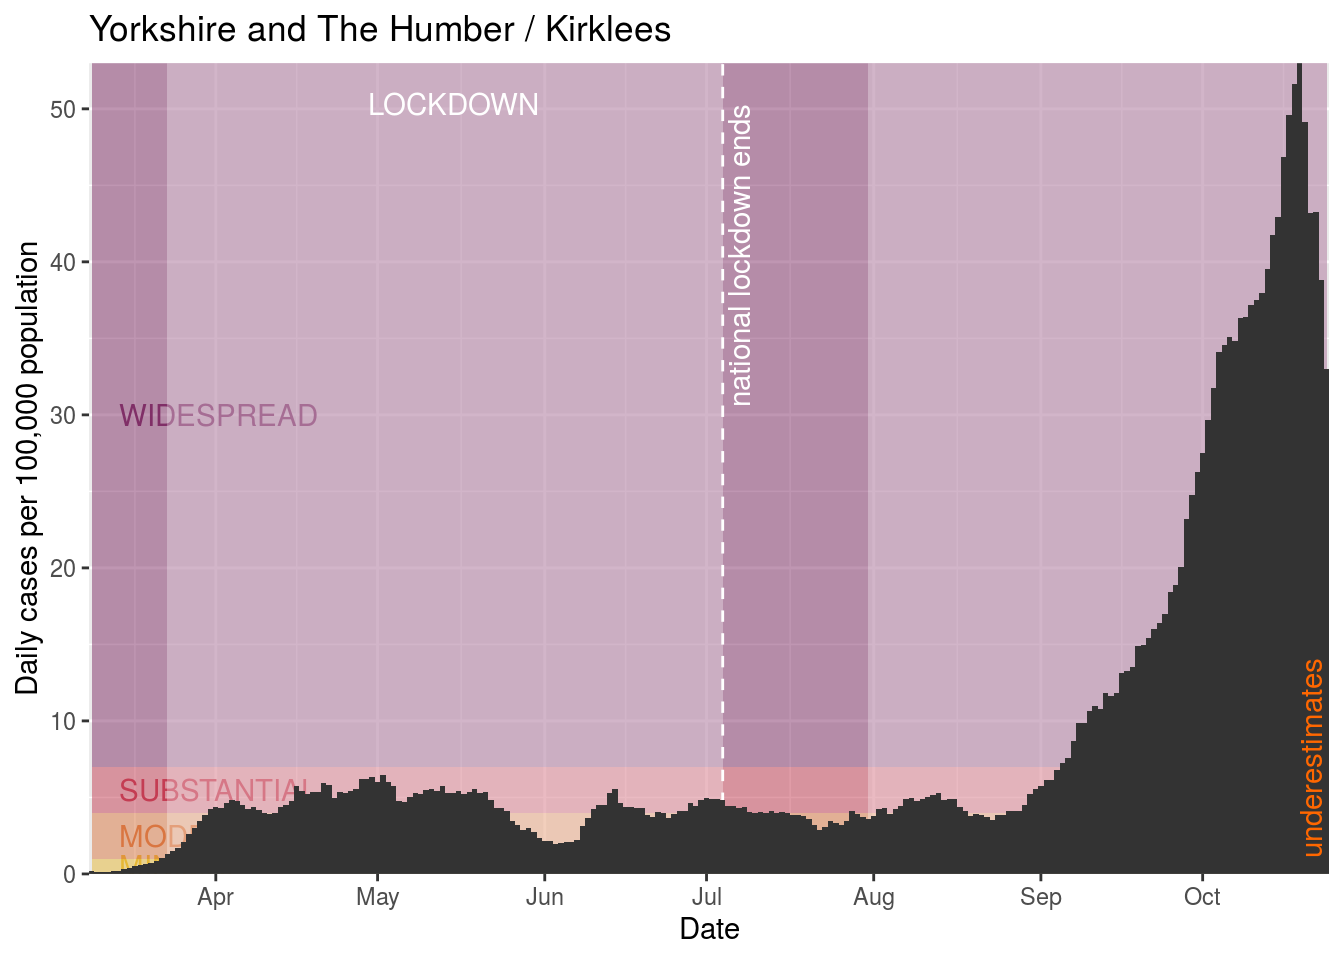 Yorkshire and The Humber / Kirklees
Daily cases per 100,000 population
50
40
30
20
10
0
LOCKDOWN
national lockdown ends
WIDESPREAD
SUBSTANTIAL
underestimates
Apr
May
Jun
Jul
Aug
Sep
Oct
Date